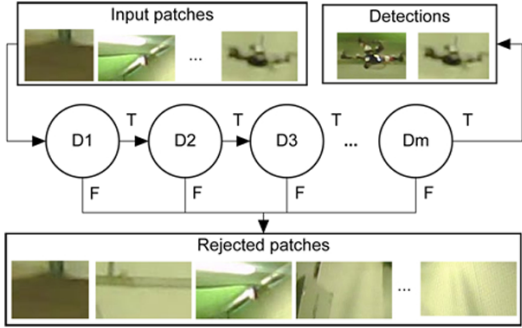 Input patches
Detections
...
T T T T
D1 D2 D3 ... Dm
F F F F
Rejected patches
...